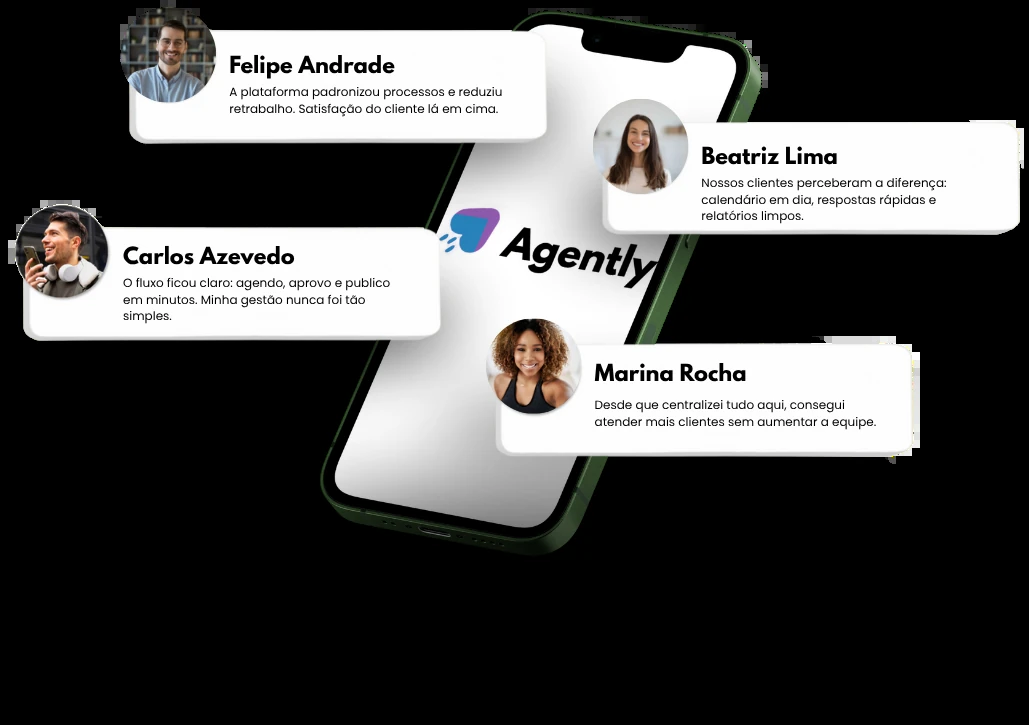 Felipe Andrade
A plataforma padronizou processos e reduziu
retrabalho. Satisfação do cliente lá em cima.
Beatriz Lima
Nossos clientes perceberam a diferença:
calendário em dia, respostas rápidas e
relatórios limpos.
Carlos Azevedo
O fluxo ficou claro: agendo, aprovo e publico
em minutos. Minha gestão nunca foi tão
simples.
Agently
Marina Rocha
Desde que centralizei tudo aqui, consegui
atender mais clientes sem aumentar a equipe.